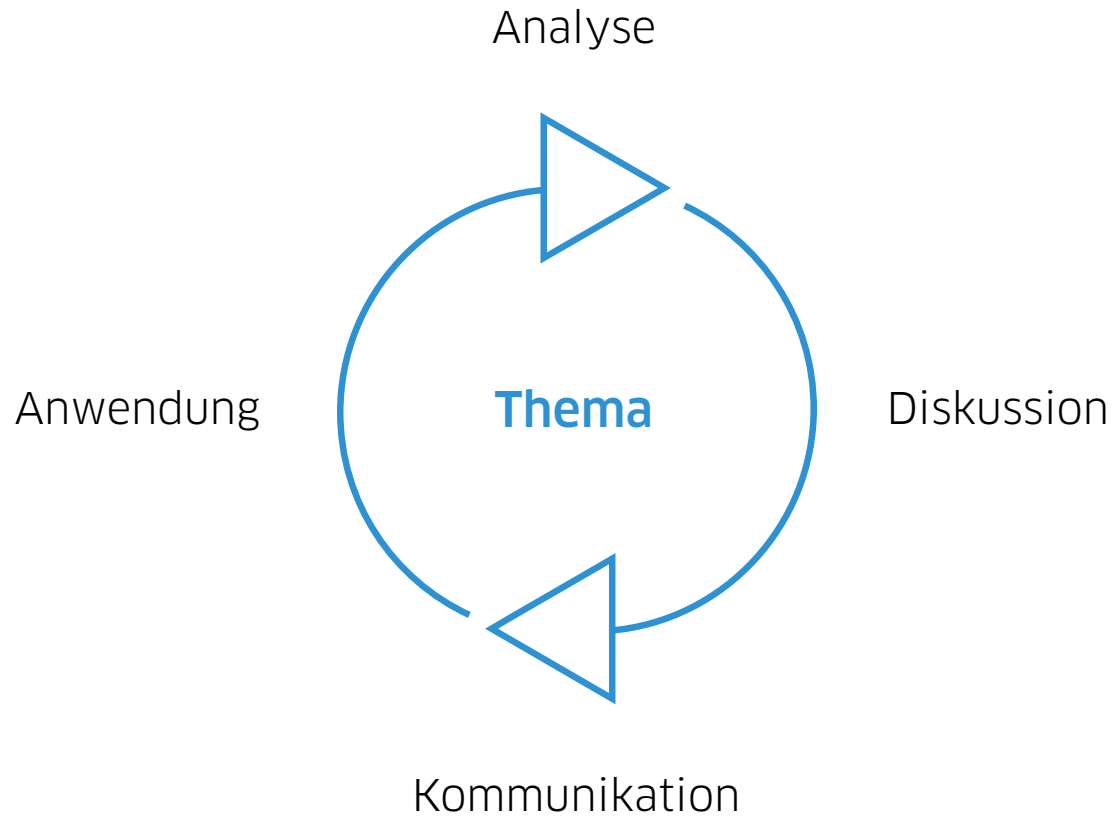 Analyse
Anwendung
Thema
Diskussion
Kommunikation